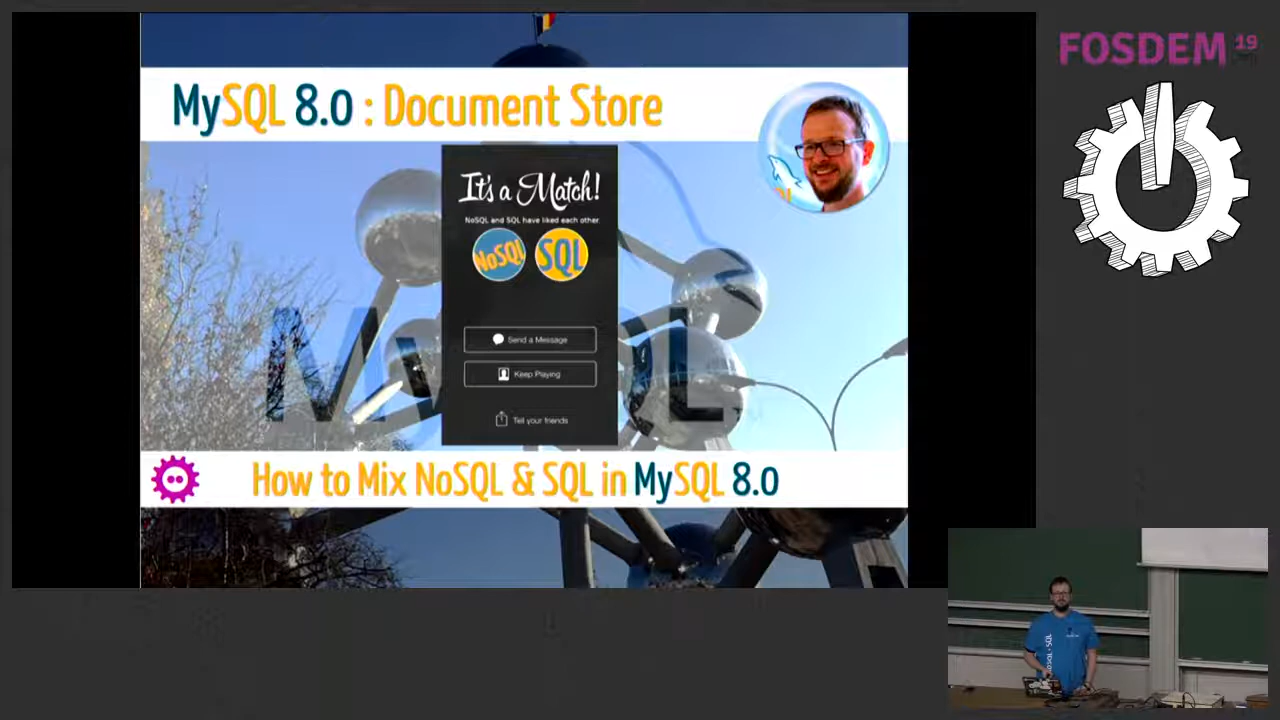 MySQL 8.0 : Document Store
It's a Match!
NoSQL and SQL have liked each other.
NoSQL SQL
Send a Message
Keep Playing
Tell your friends
How to Mix NoSQL & SQL in MySQL 8.0
FOSDEM 19